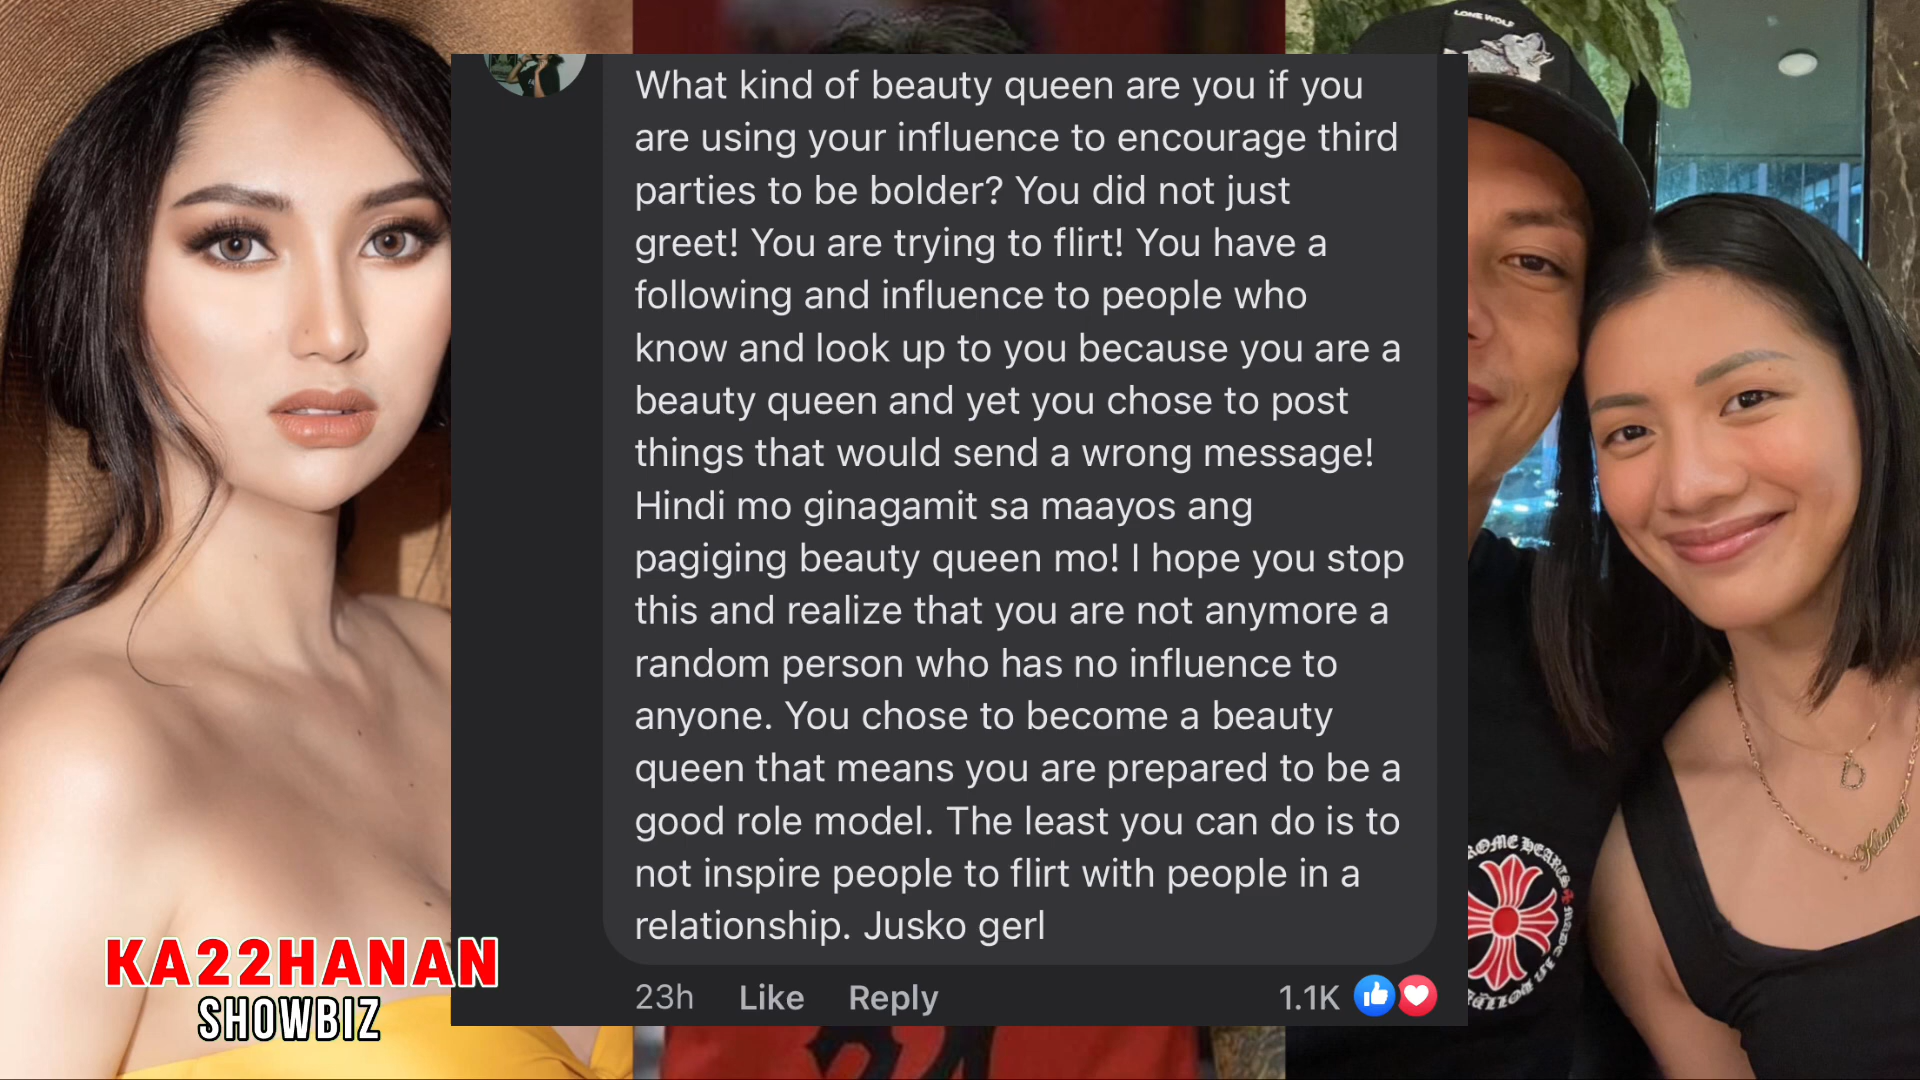 LONE WOLF
What kind of beauty queen are you if you
are using your influence to encourage third
parties to be bolder? You did not just
greet! You are trying to flirt! You have a
following and influence to people who
know and look up to you because you are a
beauty queen and yet you chose to post
things that would send a wrong message!
Hindi mo ginagamit sa maayos ang
pagiging beauty queen mo! I hope you stop
this and realize that you are not anymore a
random person who has no influence to
anyone. You chose to become a beauty
queen that means you are prepared to be a
good role model. The least you can do is to
not inspire people to flirt with people in a
relationship. Jusko gerl
23h Like Reply 1.1K
KA22HANAN
SHOWBIZ
HEARTS
MADE IN